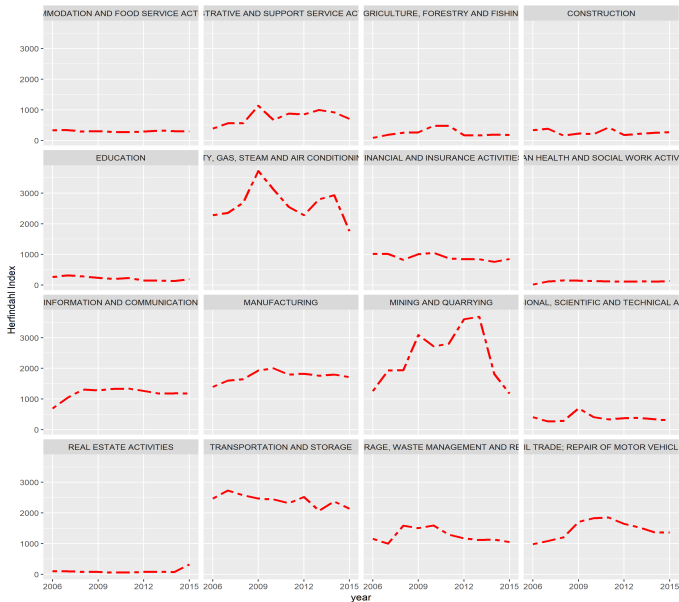 MMODATION AND FOOD SERVICE ACT
STRATIVE AND SUPPORT SERVICE AC
GRICULTURE, FORESTRY AND FISHIN
CONSTRUCTION
3000
2000
1000
0
EDUCATION
TY, GAS, STEAM AND AIR CONDITIONIN
INANCIAL AND INSURANCE ACTIVITIES
AN HEALTH AND SOCIAL WORK ACTIV
3000
2000
1000
0
Herfindahl Index
INFORMATION AND COMMUNICATION
MANUFACTURING
MINING AND QUARRYING
IONAL, SCIENTIFIC AND TECHNICAL A
3000
2000
1000
0
REAL ESTATE ACTIVITIES
TRANSPORTATION AND STORAGE
RAGE, WASTE MANAGEMENT AND RE
IL TRADE; REPAIR OF MOTOR VEHICL
3000
2000
1000
0
2006 2009 2012 2015 2006 2009 2012 2015 2006 2009 2012 2015 2006 2009 2012 2015
year